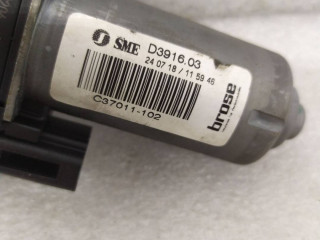 SME D3916.03
24 07 18 / 11 59 46
C37011-102
brose